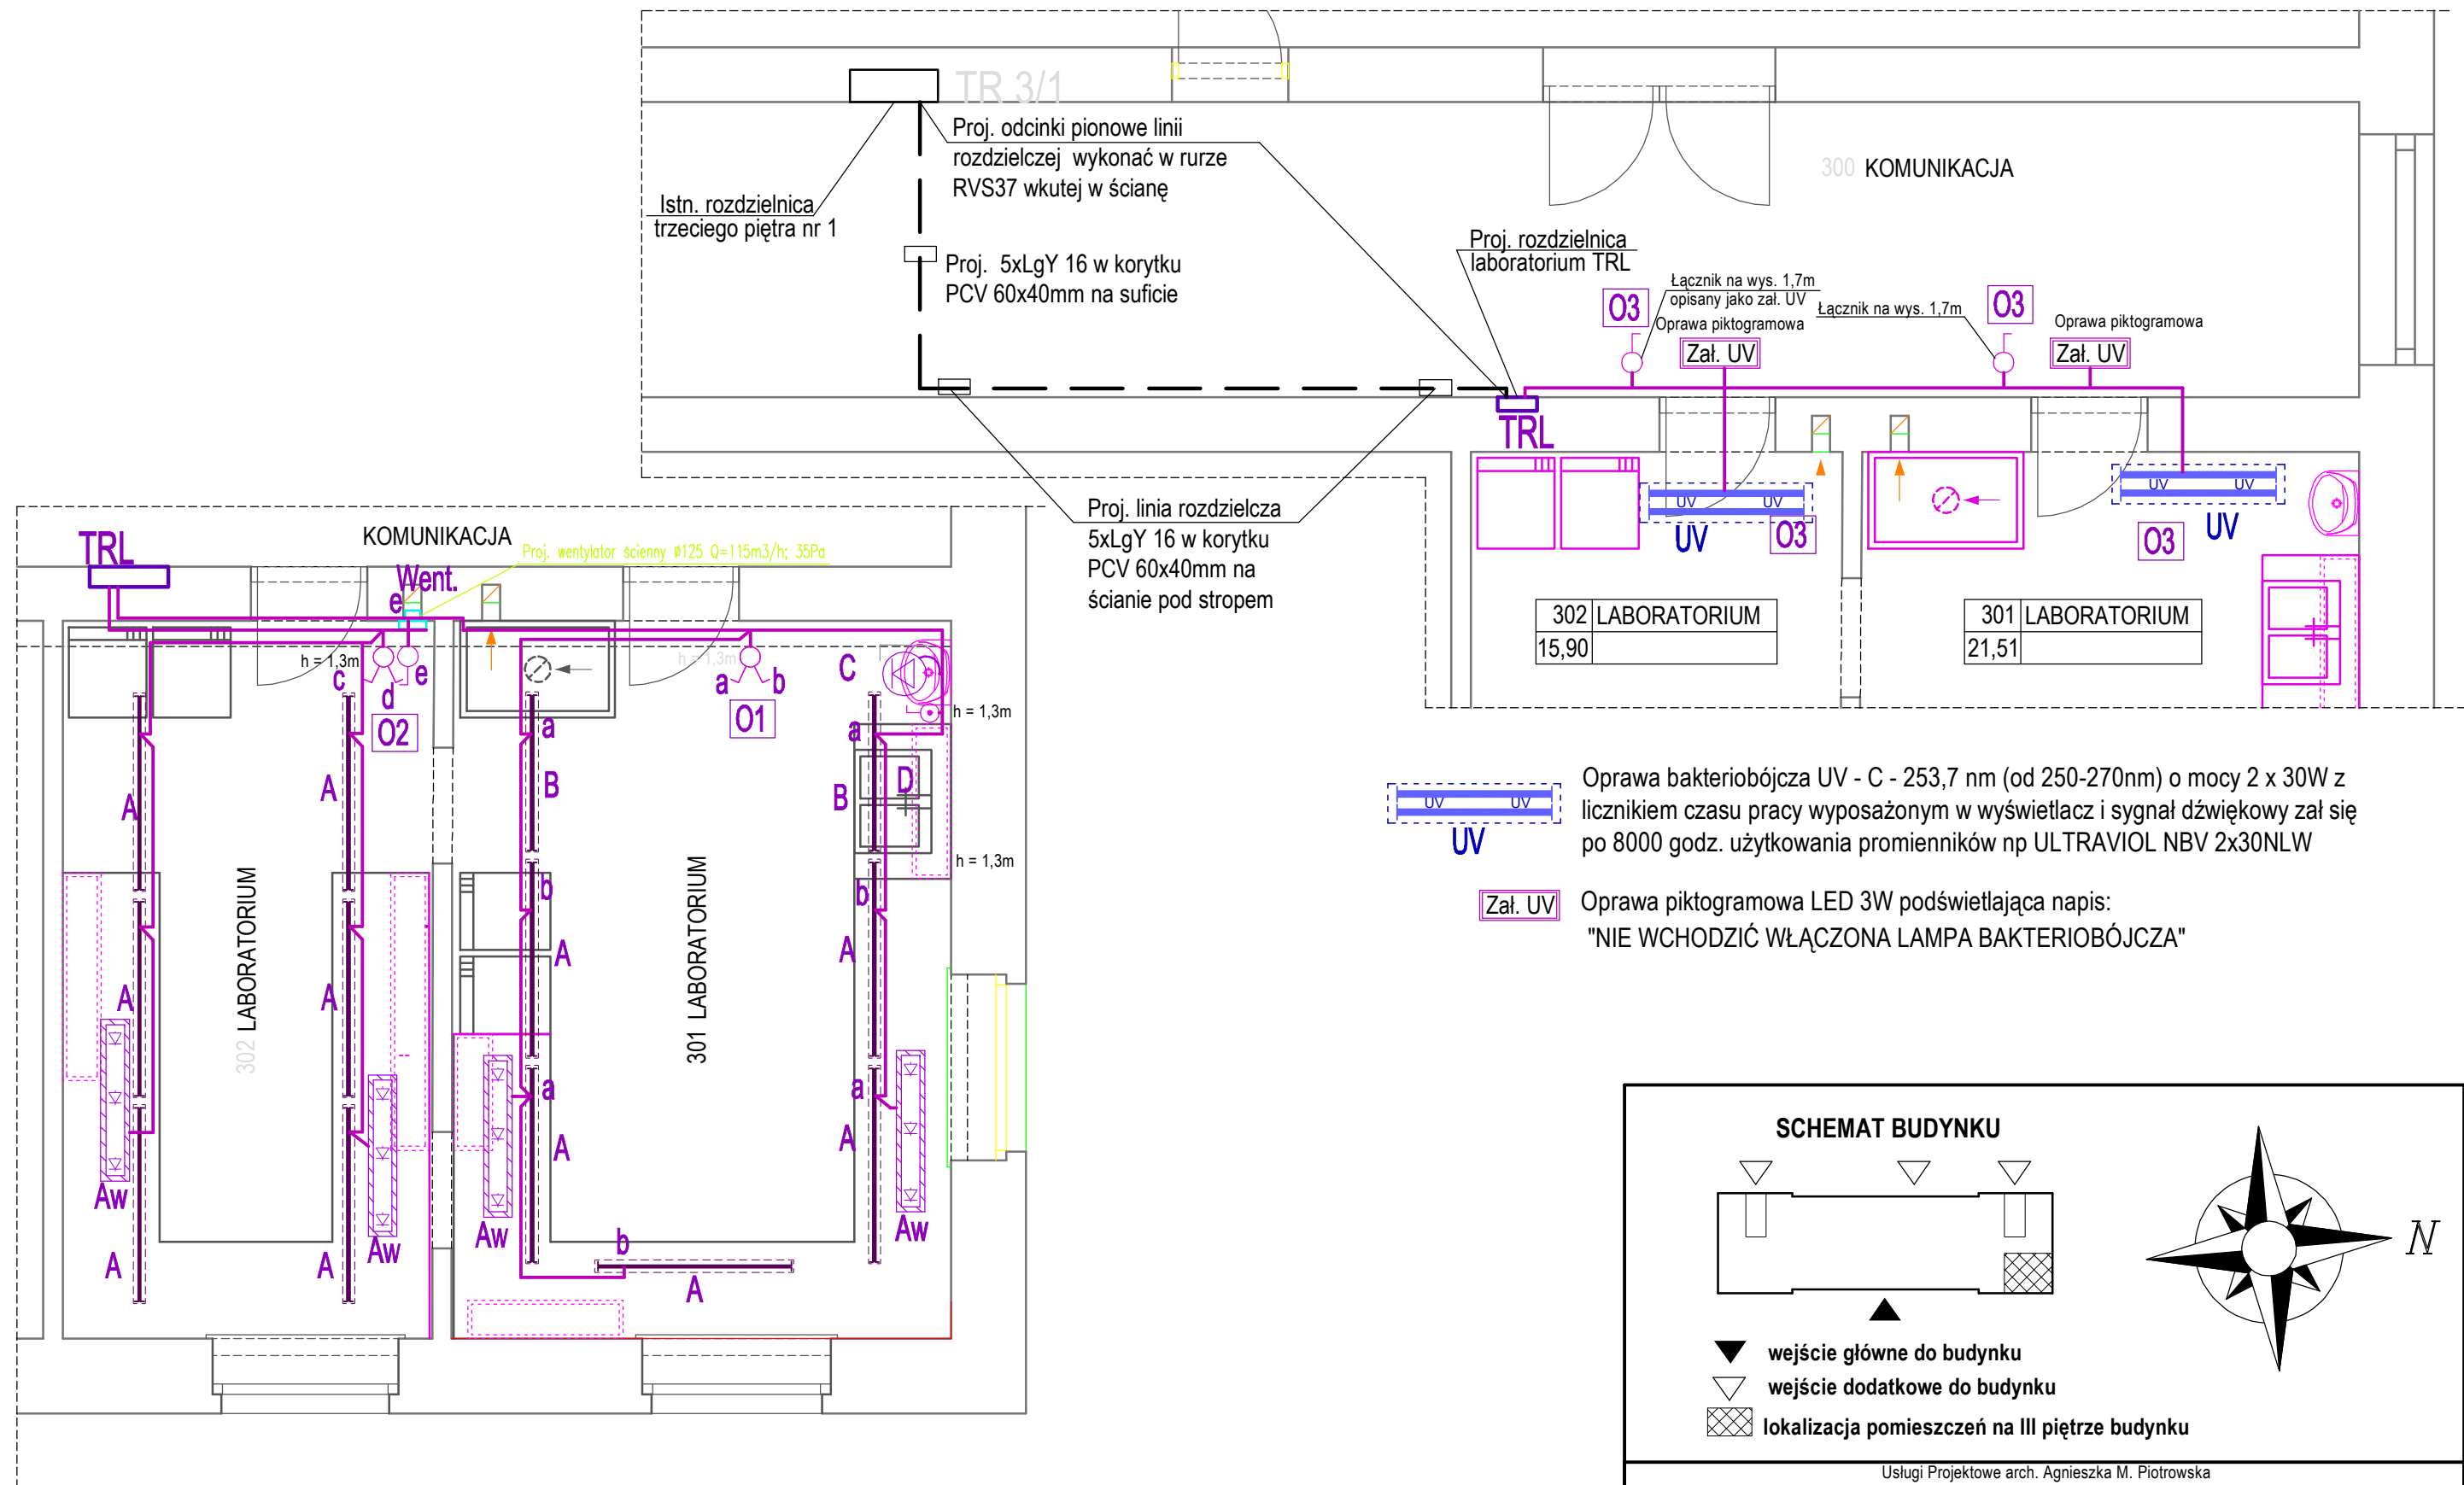 TR 3/1
Proj. odcinki pionowe linii
rozdzielczej wykonać w rurze
RVS37 wkutej w ścianę
Istn. rozdzielnica
trzeciego piętra nr 1
Proj. 5xLgY 16 w korytku
PCV 60x40mm na suficie
300 KOMUNIKACJA
Proj. rozdzielnica
laboratorium TRL
Łącznik na wys. 1,7m
opisany jako zał. UV
O3
Oprawa piktogramowa
Zał. UV
Łącznik na wys. 1,7m
O3
Oprawa piktogramowa
Zał. UV
TRL
UV UV
UV
O3
UV UV
UV
O3
302 LABORATORIUM
15,90
301 LABORATORIUM
21,51
Proj. linia rozdzielcza
5xLgY 16 w korytku
PCV 60x40mm na
ścianie pod stropem
KOMUNIKACJA
TRL
Proj. wentylator ścienny Ø125 Q=115m3/h; 35Pa
Went.
e
h = 1,3m
c
d
e
O2
h = 1,3m
a
b
O1
C
h = 1,3m
a
a
B
B
D
A
A
h = 1,3m
b
b
A
A
302 LABORATORIUM
301 LABORATORIUM
A
A
a
a
A
A
Aw
Aw
Aw
Aw
A
A
b
A
UV UV
UV
Oprawa bakteriobójcza UV - C - 253,7 nm (od 250-270nm) o mocy 2 x 30W z
licznikiem czasu pracy wyposażonym w wyświetlacz i sygnał dźwiękowy zał się
po 8000 godz. użytkowania promienników np ULTRAVIOL NBV 2x30NLW
Zał. UV
Oprawa piktogramowa LED 3W podświetlająca napis:
"NIE WCHODZIĆ WŁĄCZONA LAMPA BAKTERIOBÓJCZA"
SCHEMAT BUDYNKU
N
wejście główne do budynku
wejście dodatkowe do budynku
lokalizacja pomieszczeń na III piętrze budynku
Usługi Projektowe arch. Agnieszka M. Piotrowska